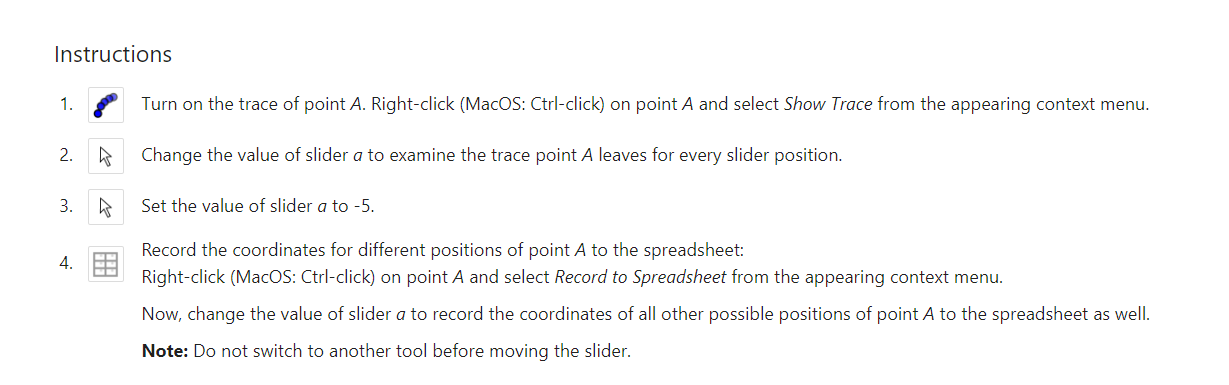 Instructions
1. Turn on the trace of point A. Right-click (MacOS: Ctrl-click) on point A and select Show Trace from the appearing context menu.
2. Change the value of slider a to examine the trace point A leaves for every slider position.
3. Set the value of slider a to -5.
4. Record the coordinates for different positions of point A to the spreadsheet:
Right-click (MacOS: Ctrl-click) on point A and select Record to Spreadsheet from the appearing context menu.
Now, change the value of slider a to record the coordinates of all other possible positions of point A to the spreadsheet as well.
Note: Do not switch to another tool before moving the slider.